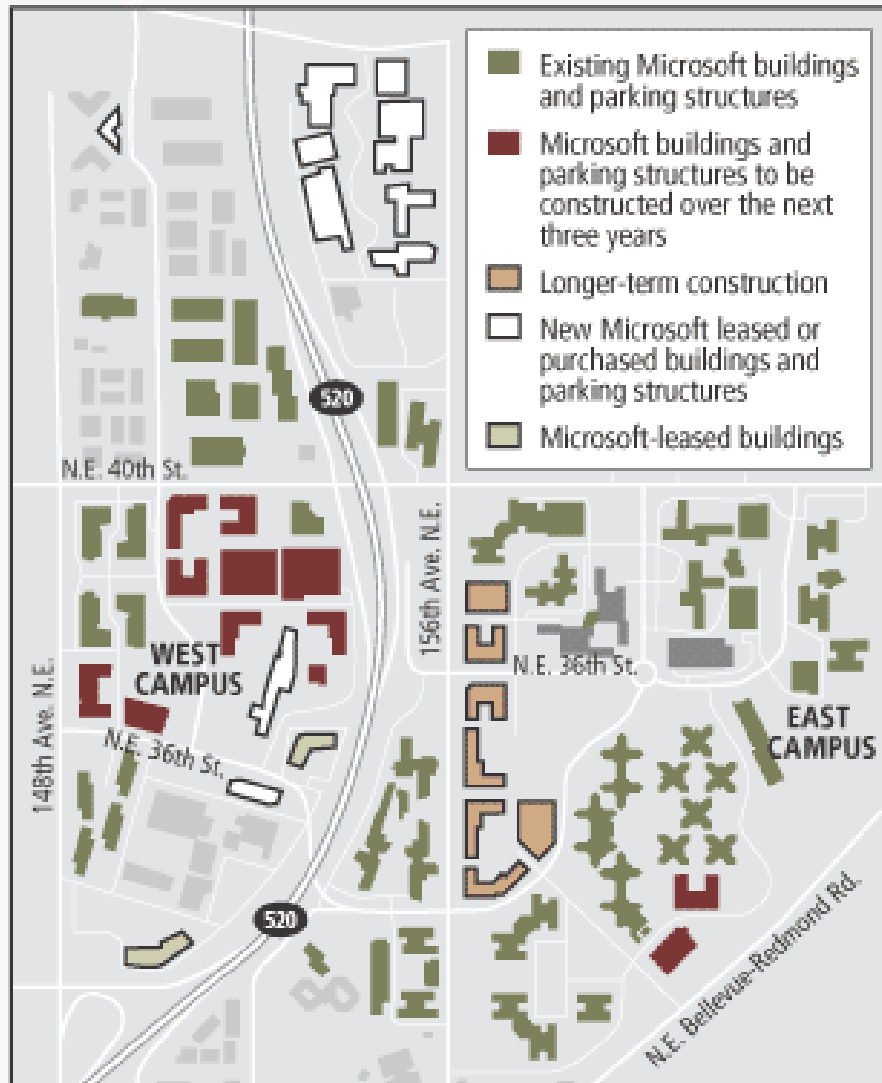 Existing Microsoft buildings
and parking structures
Microsoft buildings and
parking structures to be
constructed over the next
three years
Longer-term construction
New Microsoft leased or
purchased buildings and
parking structures
Microsoft-leased buildings
520
N.E. 40th St.
156th Ave. N.E.
WEST
CAMPUS
N.E. 36th St.
148th Ave. N.E.
N.E. 36th St.
EAST
CAMPUS
520
N.E. Bellevue-Redmond Rd.